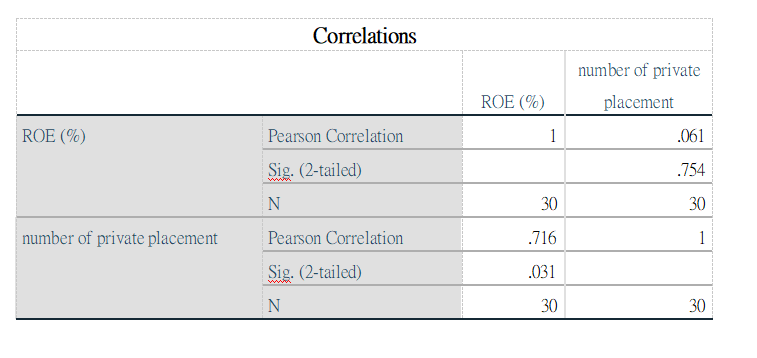 Correlations
ROE (%) number of private placement
ROE (%) Pearson Correlation 1 .061
Sig. (2-tailed) .754
N 30 30
number of private placement Pearson Correlation .716 1
Sig. (2-tailed) .031
N 30 30